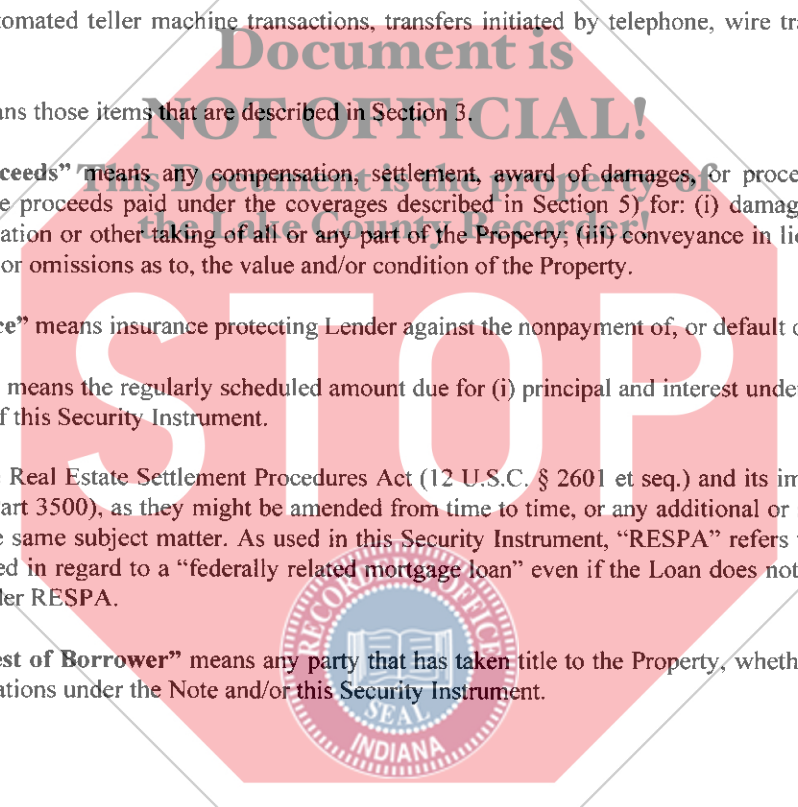 tomated teller machine transactions, transfers initiated by telephone, wire tra
Document is
ans those items that are described in Section 3.
NOT OFFICIAL!
ceeds” means any compensation, settlement, award of damages, or procee
This Document is the property of
e proceeds paid under the coverages described in Section 5) for: (i) damag
the Lake County Recorder!
ation or other taking of all or any part of the Property; (iii) conveyance in lie
or omissions as to, the value and/or condition of the Property.
STOP
ce” means insurance protecting Lender against the nonpayment of, or default o
means the regularly scheduled amount due for (i) principal and interest under
f this Security Instrument.
e Real Estate Settlement Procedures Act (12 U.S.C. § 2601 et seq.) and its im
art 3500), as they might be amended from time to time, or any additional or
e same subject matter. As used in this Security Instrument, “RESPA” refers
ed in regard to a “federally related mortgage loan” even if the Loan does not
der RESPA.
RECORDER OFFICE
est of Borrower” means any party that has taken title to the Property, wheth
ations under the Note and/or this Security Instrument.
SEAL
INDIANA